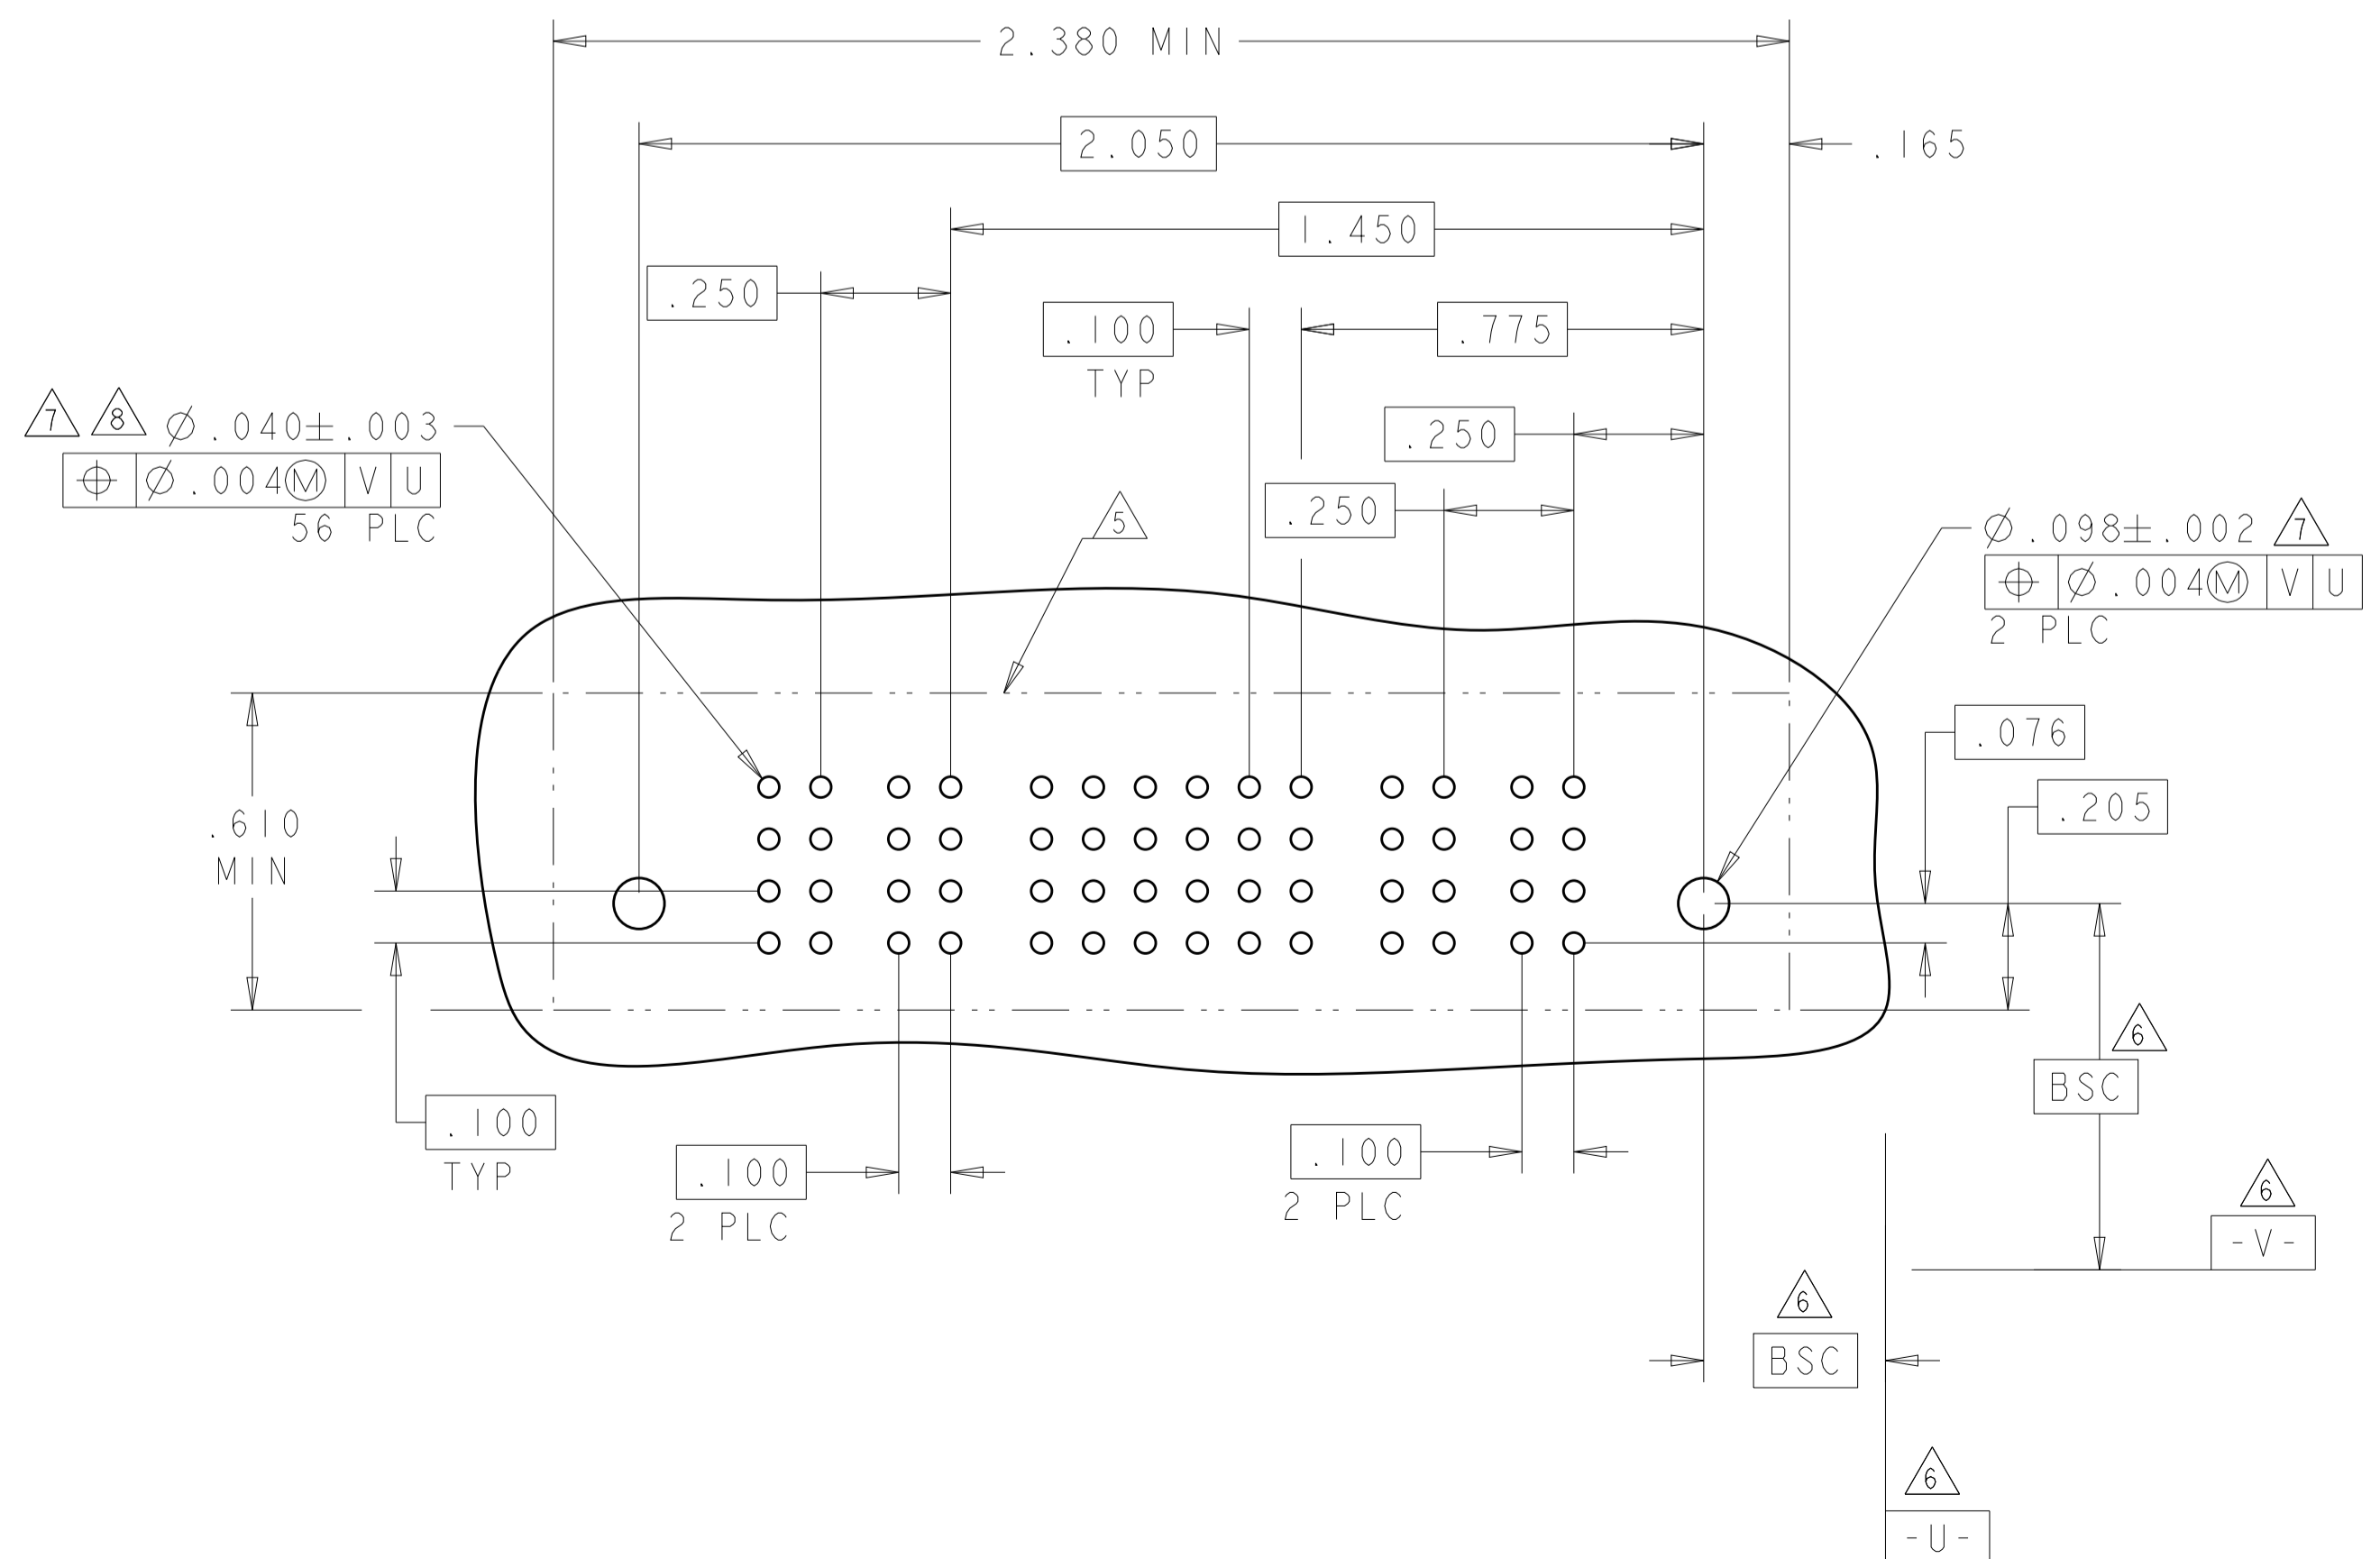 2.380 MIN
2.050
.165
1.450
.250
.100
TYP
.775
7 8 ⌀.040±.003
⌖ ⌀.004Ⓜ V U
56 PLC
.250
.250
5
⌀.098±.002 7
⌖ ⌀.004Ⓜ V U
2 PLC
.076
.205
.610
MIN
6
BSC
.100
TYP
.100
2 PLC
.100
2 PLC
6
-V-
6
BSC
6
-U-